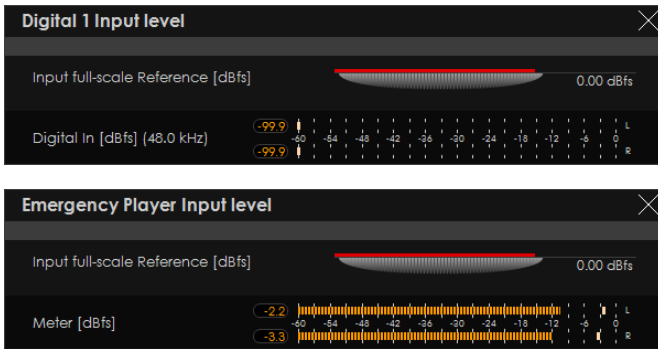 Digital 1 Input level
Input full-scale Reference [dBfs]
0.00 dBfs
Digital In [dBfs] (48.0 kHz)
-99.9
L
-60 -54 -48 -42 -36 -30 -24 -18 -12 -6 0
-99.9
R
Emergency Player Input level
Input full-scale Reference [dBfs]
0.00 dBfs
Meter [dBfs]
-2.2
L
-60 -54 -48 -42 -36 -30 -24 -18 -12 -6 0
-3.3
R